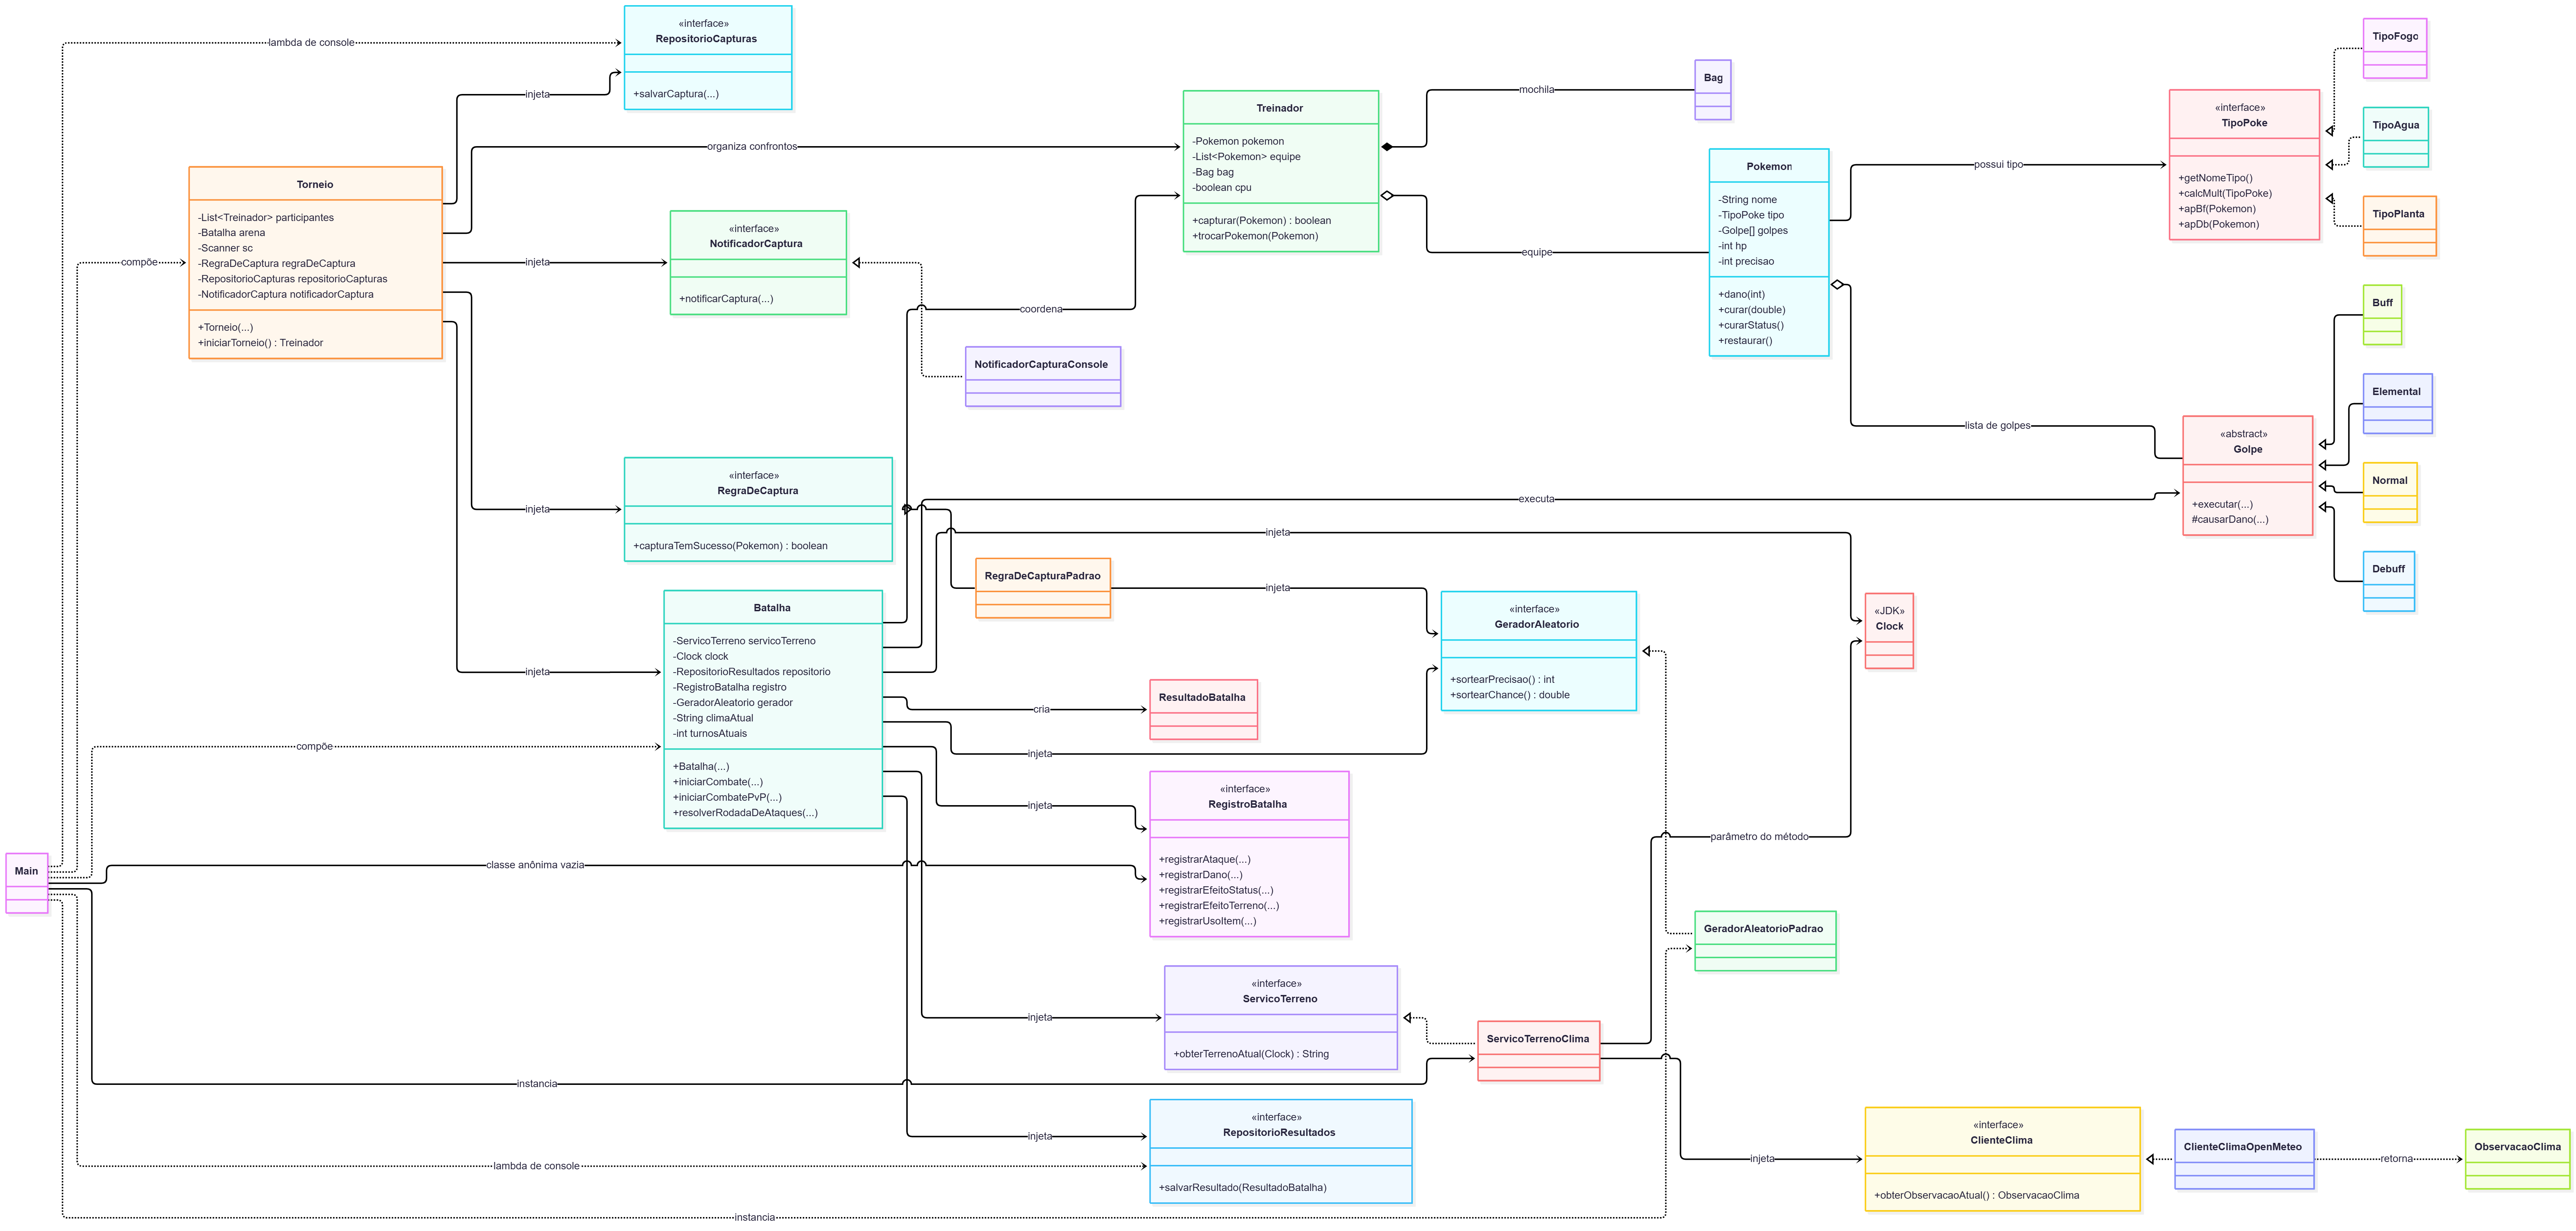 «interface»
RepositorioCapturas
+salvarCaptura(...)
lambda de console
injeta
Torneio
-List<Treinador> participantes
-Batalha arena
-Scanner sc
-RegraDeCaptura regraDeCaptura
-RepositorioCapturas repositorioCapturas
-NotificadorCaptura notificadorCaptura
+Torneio(...)
+iniciarTorneio() : Treinador
compõe
organiza confrontos
injeta
«interface»
NotificadorCaptura
+notificarCaptura(...)
NotificadorCapturaConsole
Treinador
-Pokemon pokemon
-List<Pokemon> equipe
-Bag bag
-boolean cpu
+capturar(Pokemon) : boolean
+trocarPokemon(Pokemon)
mochila
Bag
equipe
coordena
Pokemon
-String nome
-TipoPoke tipo
-Golpe[] golpes
-int hp
-int precisao
+dano(int)
+curar(double)
+curarStatus()
+restaurar()
possui tipo
«interface»
TipoPoke
+getNomeTipo()
+calcMult(TipoPoke)
+apBf(Pokemon)
+apDb(Pokemon)
TipoFogo
TipoAgua
TipoPlanta
Buff
Elemental
Normal
Debuff
lista de golpes
«abstract»
Golpe
+executar(...)
#causarDano(...)
executa
injeta
«interface»
RegraDeCaptura
+capturaTemSucesso(Pokemon) : boolean
injeta
RegraDeCapturaPadrao
injeta
«interface»
GeradorAleatorio
+sortearPrecisao() : int
+sortearChance() : double
«JDK»
Clock
injeta
Batalha
-ServicoTerreno servicoTerreno
-Clock clock
-RepositorioResultados repositorio
-RegistroBatalha registro
-GeradorAleatorio gerador
-String climaAtual
-int turnosAtuais
+Batalha(...)
+iniciarCombate(...)
+iniciarCombatePvP(...)
+resolverRodadaDeAtaques(...)
compõe
cria
ResultadoBatalha
injeta
injeta
«interface»
RegistroBatalha
+registrarAtaque(...)
+registrarDano(...)
+registrarEfeitoStatus(...)
+registrarEfeitoTerreno(...)
+registrarUsoItem(...)
parâmetro do método
Main
classe anônima vazia
GeradorAleatorioPadrao
injeta
«interface»
ServicoTerreno
+obterTerrenoAtual(Clock) : String
ServicoTerrenoClima
instancia
injeta
«interface»
RepositorioResultados
+salvarResultado(ResultadoBatalha)
lambda de console
injeta
«interface»
ClienteClima
+obterObservacaoAtual() : ObservacaoClima
ClienteClimaOpenMeteo
retorna
ObservacaoClima
instancia